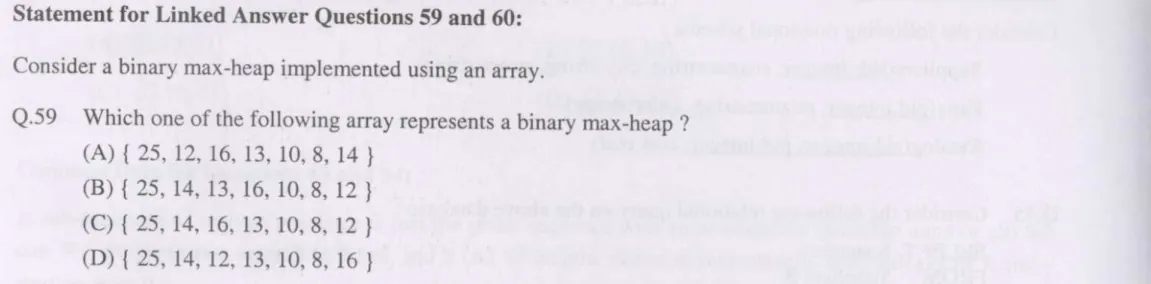 Statement for Linked Answer Questions 59 and 60:
Consider a binary max-heap implemented using an array.
Q.59 Which one of the following array represents a binary max-heap ?
(A) { 25, 12, 16, 13, 10, 8, 14 }
(B) { 25, 14, 13, 16, 10, 8, 12 }
(C) { 25, 14, 16, 13, 10, 8, 12 }
(D) { 25, 14, 12, 13, 10, 8, 16 }